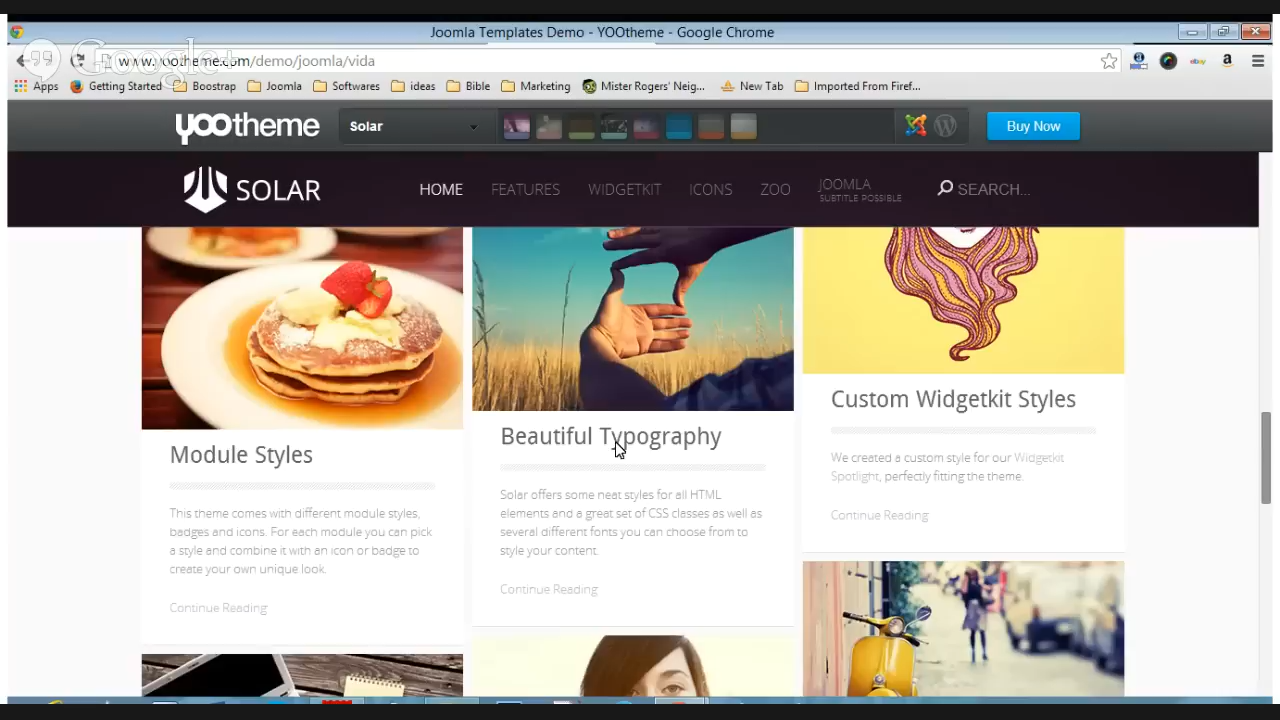 Joomla Templates Demo - YOOtheme - Google Chrome
Google+
www.yootheme.com/demo/joomla/vida
Apps Getting Started Boostrap Joomla Softwares ideas Bible Marketing Mister Rogers' Neig... New Tab Imported From Firef...
yootheme Solar Buy Now
SOLAR HOME FEATURES WIDGETKIT ICONS ZOO JOOMLA SEARCH...
SUBTITLE POSSIBLE
Module Styles
This theme comes with different module styles,
badges and icons. For each module you can pick
a style and combine it with an icon or badge to
create your own unique look.
Continue Reading
Beautiful Typography
Solar offers some neat styles for all HTML
elements and a great set of CSS classes as well as
several different fonts you can choose from to
style your content.
Continue Reading
Custom Widgetkit Styles
We created a custom style for our Widgetkit
Spotlight, perfectly fitting the theme.
Continue Reading